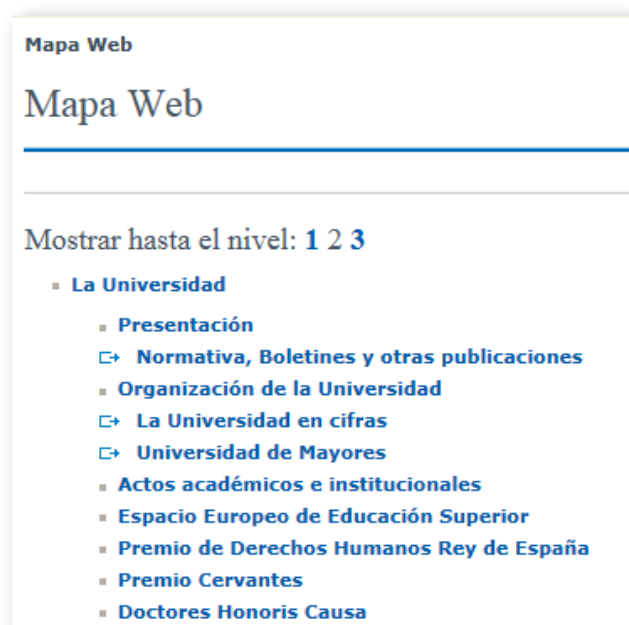 Mapa Web
Mapa Web
Mostrar hasta el nivel: 1 2 3
La Universidad
Presentación
Normativa, Boletines y otras publicaciones
Organización de la Universidad
La Universidad en cifras
Universidad de Mayores
Actos académicos e institucionales
Espacio Europeo de Educación Superior
Premio de Derechos Humanos Rey de España
Premio Cervantes
Doctores Honoris Causa